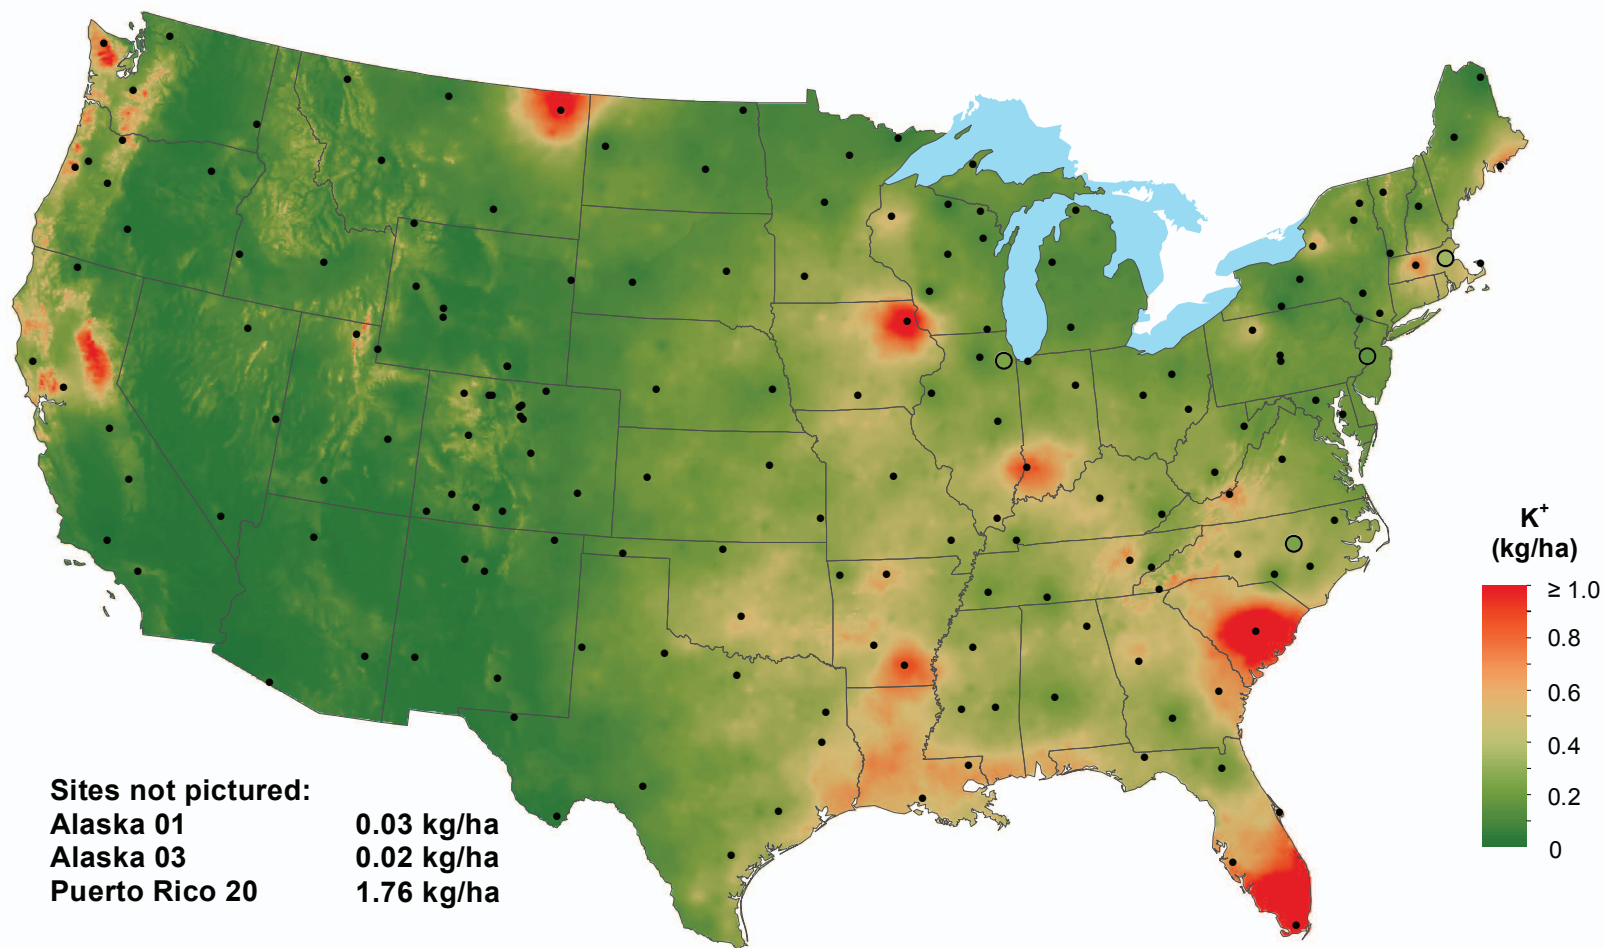 K+
(kg/ha)
≥ 1.0
0.8
0.6
0.4
0.2
0
Sites not pictured:
Alaska 01 0.03 kg/ha
Alaska 03 0.02 kg/ha
Puerto Rico 20 1.76 kg/ha